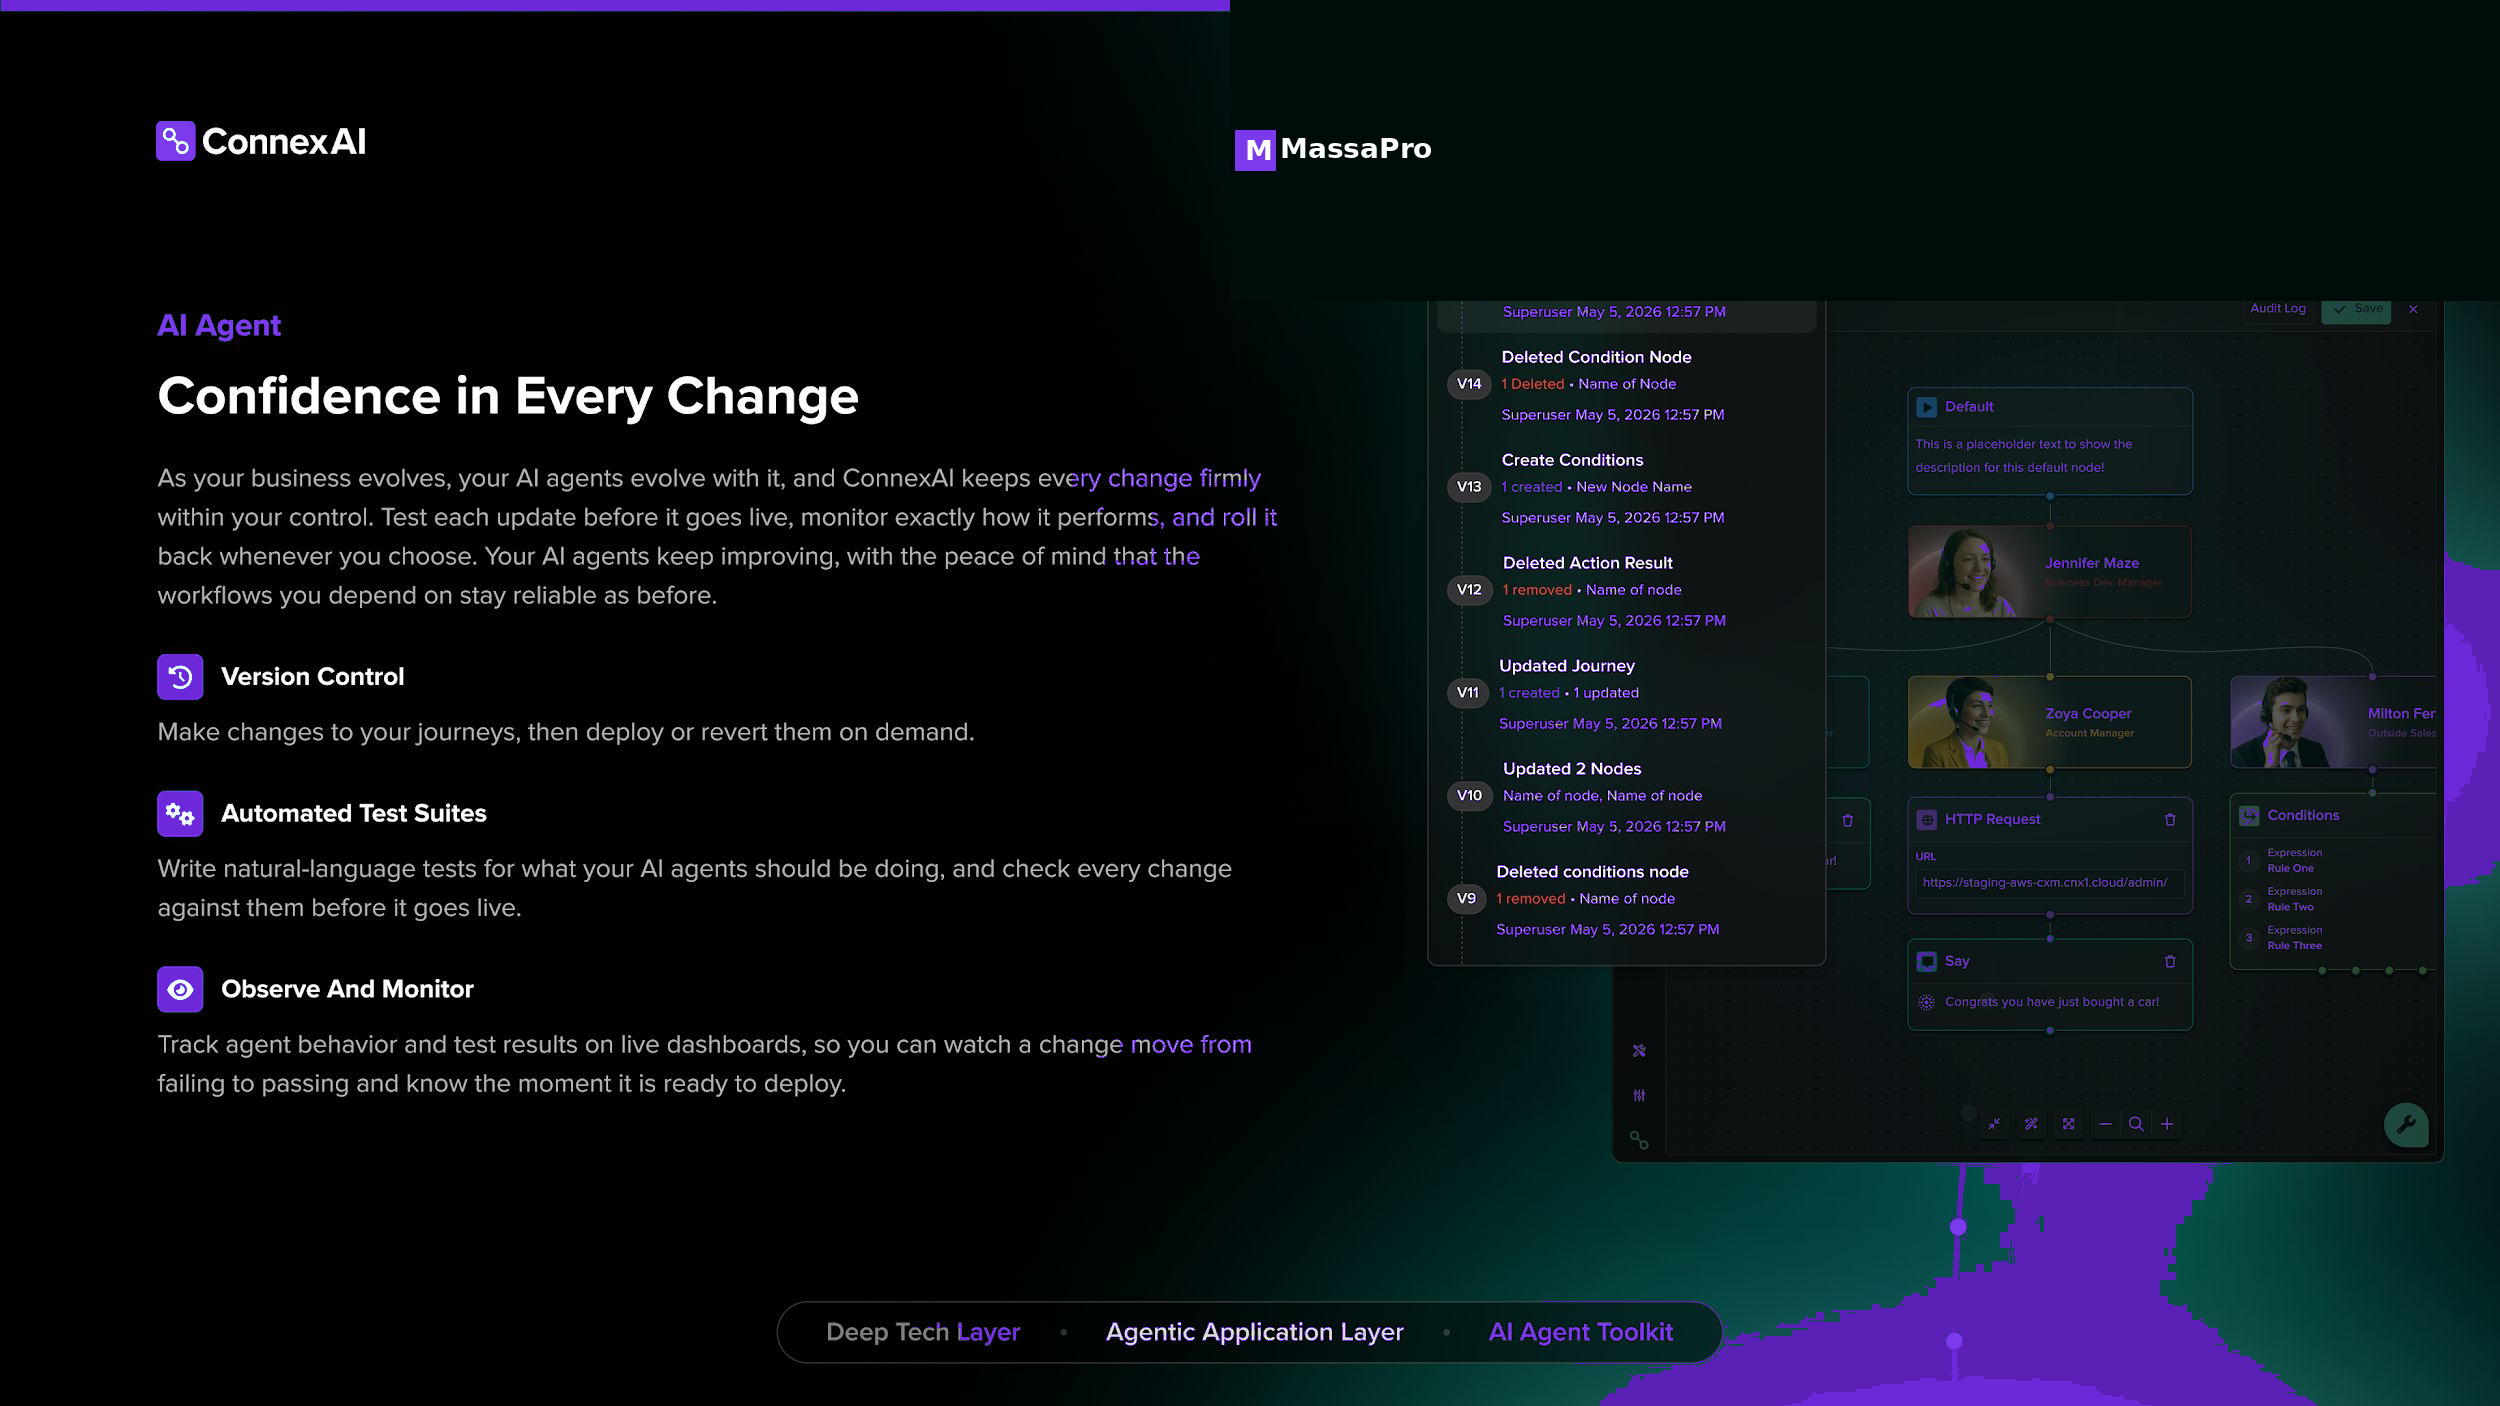 ConnexAI
M MassaPro
AI Agent
Confidence in Every Change
As your business evolves, your AI agents evolve with it, and ConnexAI keeps every change firmly
within your control. Test each update before it goes live, monitor exactly how it performs, and roll it
back whenever you choose. Your AI agents keep improving, with the peace of mind that the
workflows you depend on stay reliable as before.
Version Control
Make changes to your journeys, then deploy or revert them on demand.
Automated Test Suites
Write natural-language tests for what your AI agents should be doing, and check every change
against them before it goes live.
Observe And Monitor
Track agent behavior and test results on live dashboards, so you can watch a change move from
failing to passing and know the moment it is ready to deploy.
Superuser May 5, 2026 12:57 PM
Deleted Condition Node
V14
1 Deleted • Name of Node
Superuser May 5, 2026 12:57 PM
Create Conditions
V13
1 created • New Node Name
Superuser May 5, 2026 12:57 PM
Deleted Action Result
V12
1 removed • Name of node
Superuser May 5, 2026 12:57 PM
Updated Journey
V11
1 created • 1 updated
Superuser May 5, 2026 12:57 PM
Updated 2 Nodes
V10
Name of node, Name of node
Superuser May 5, 2026 12:57 PM
Deleted conditions node
V9
1 removed • Name of node
Superuser May 5, 2026 12:57 PM
Audit Log
Save
Default
This is a placeholder text to show the
description for this default node!
Jennifer Maze
Business Dev. Manager
Zoya Cooper
Account Manager
Milton Fer
Outside Sales
HTTP Request
URL
https://staging-aws-cxm.cnx1.cloud/admin/
Say
Congrats you have just bought a car!
Conditions
1
Expression
Rule One
2
Expression
Rule Two
3
Expression
Rule Three
Deep Tech Layer • Agentic Application Layer • AI Agent Toolkit